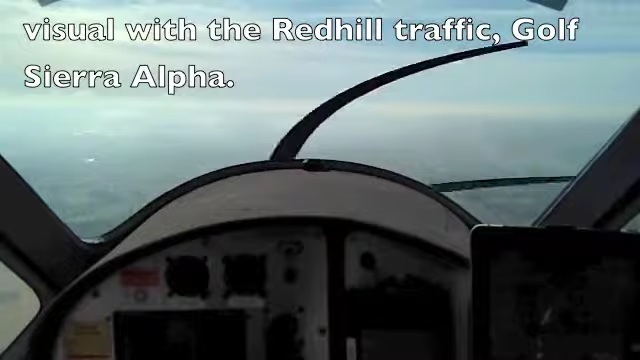 visual with the Redhill traffic, Golf
Sierra Alpha.